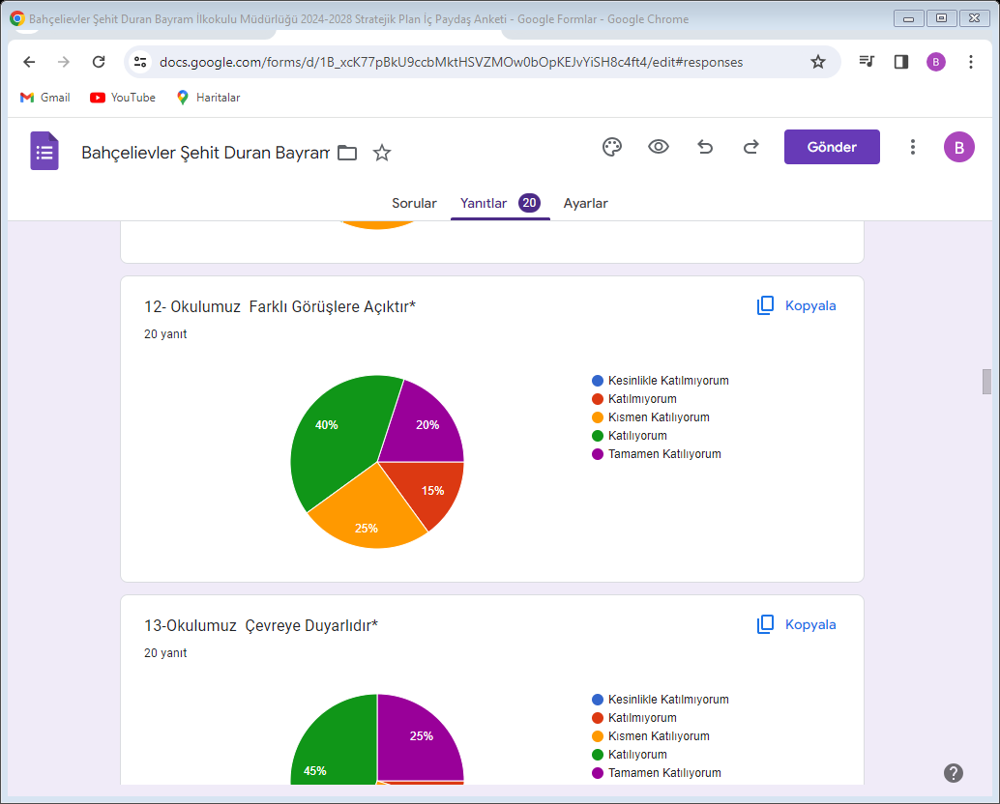 Bahçelievler Şehit Duran Bayram İlkokulu Müdürlüğü 2024-2028 Stratejik Plan İç Paydaş Anketi - Google Formlar - Google Chrome
docs.google.com/forms/d/1B_xcK77pBkU9ccbMktHSVZMOw0bOpKEJvYiSH8c4ft4/edit#responses
B
Gmail YouTube Haritalar
Bahçelievler Şehit Duran Bayram
Gönder
B
Sorular Yanıtlar 20 Ayarlar
12- Okulumuz  Farklı Görüşlere Açıktır*
Kopyala
20 yanıt
Kesinlikle Katılmıyorum
Katılmıyorum
Kısmen Katılıyorum
Katılıyorum
Tamamen Katılıyorum
40%
20%
15%
25%
13-Okulumuz  Çevreye Duyarlıdır*
Kopyala
20 yanıt
Kesinlikle Katılmıyorum
Katılmıyorum
Kısmen Katılıyorum
Katılıyorum
Tamamen Katılıyorum
25%
45%